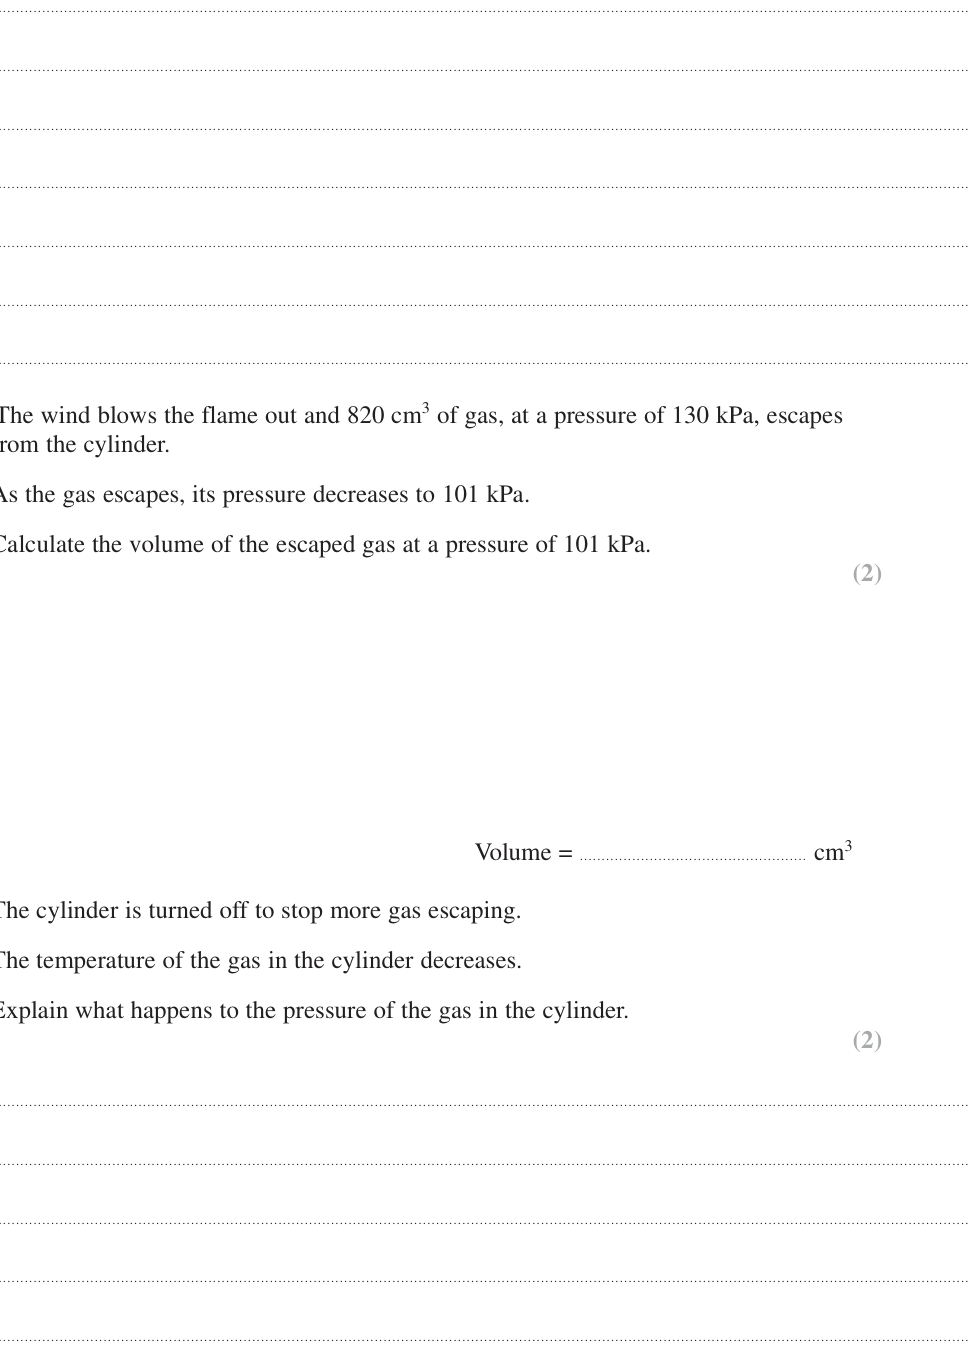 The wind blows the flame out and 820 cm³ of gas, at a pressure of 130 kPa, escapes
rom the cylinder.
As the gas escapes, its pressure decreases to 101 kPa.
Calculate the volume of the escaped gas at a pressure of 101 kPa.
(2)
Volume = .................................................... cm³
The cylinder is turned off to stop more gas escaping.
The temperature of the gas in the cylinder decreases.
Explain what happens to the pressure of the gas in the cylinder.
(2)